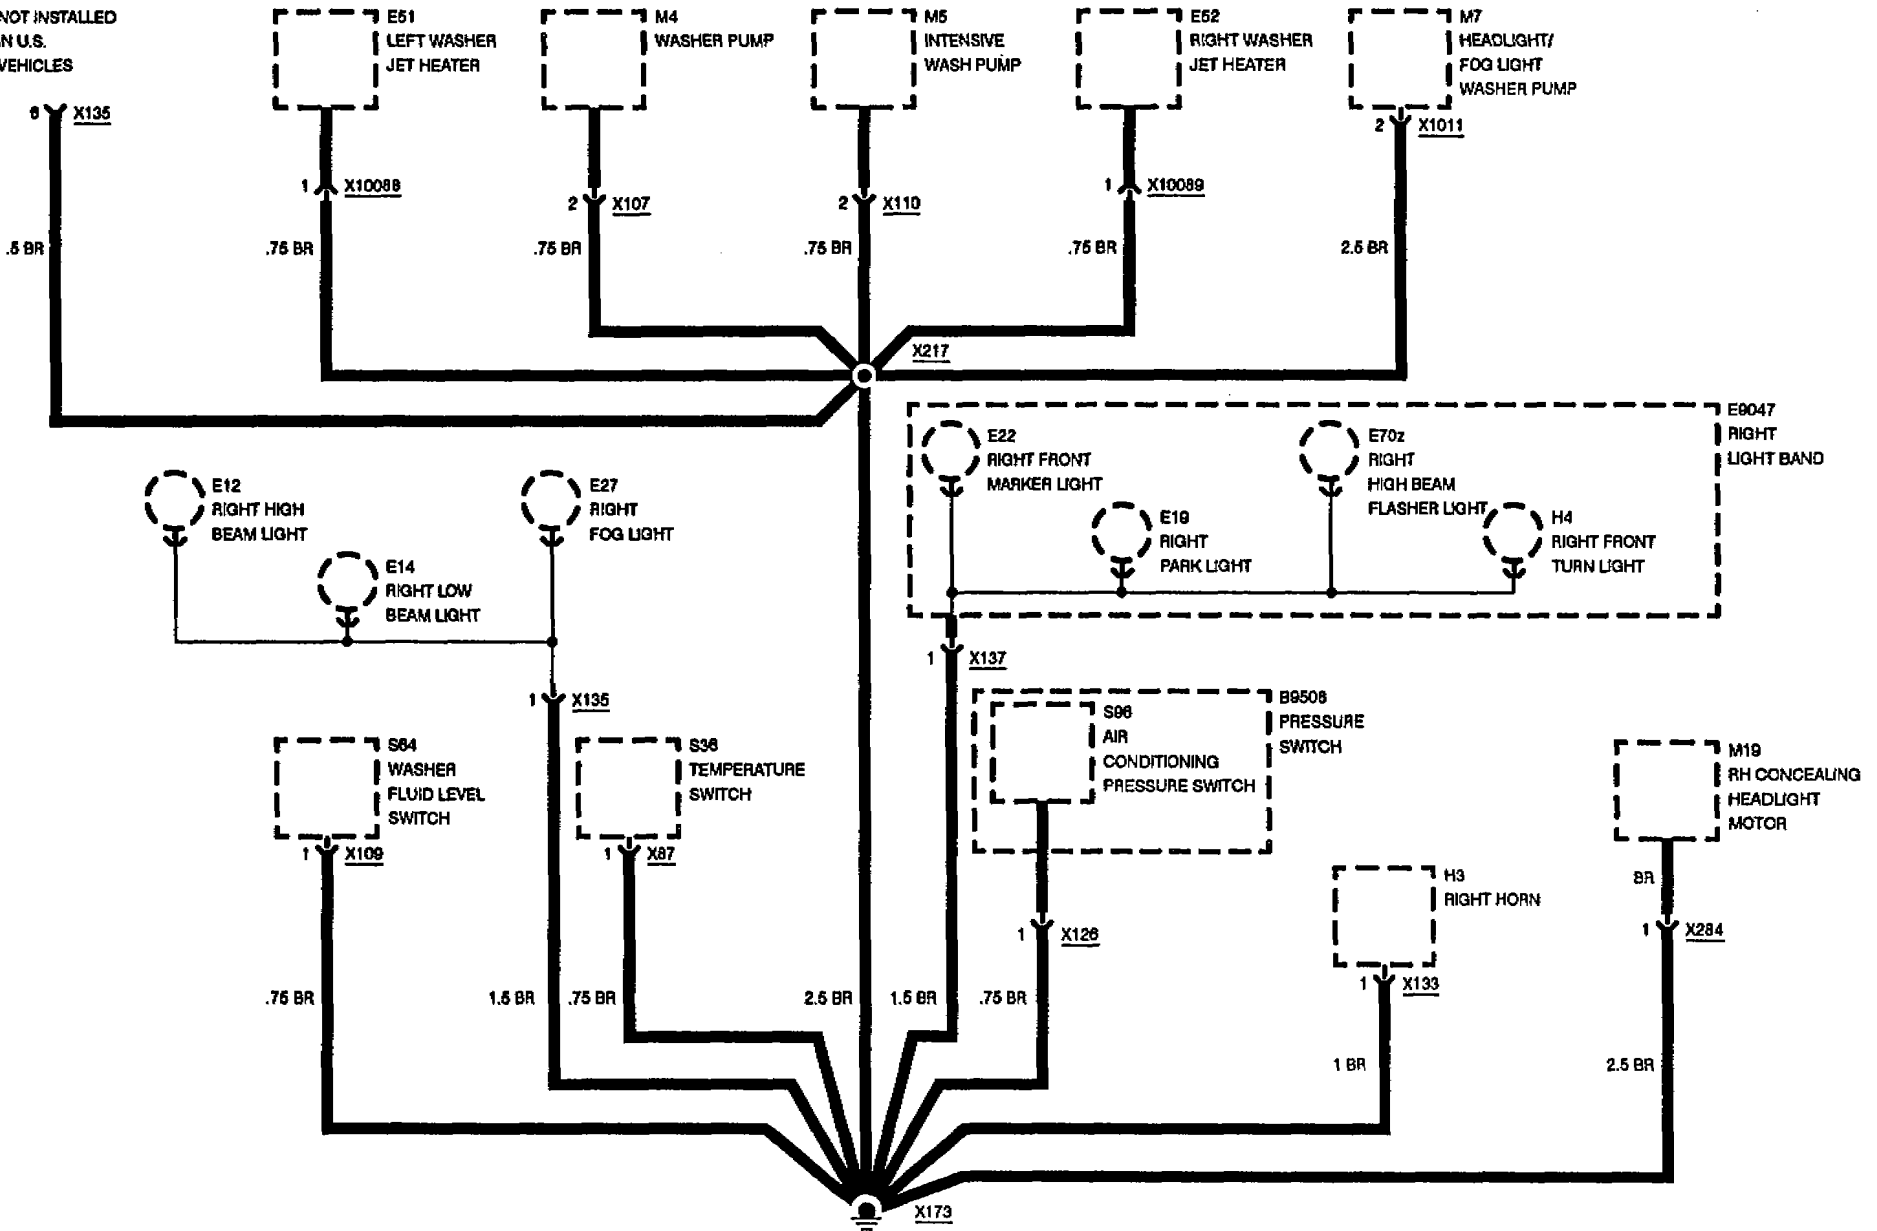 NOT INSTALLED
N U.S.
VEHICLES
6
X135
.5 BR
E51
LEFT WASHER
JET HEATER
1
X10088
.75 BR
M4
WASHER PUMP
2
X107
.75 BR
M5
INTENSIVE
WASH PUMP
2
X110
.75 BR
E52
RIGHT WASHER
JET HEATER
1
X10089
.75 BR
M7
HEADLIGHT/
FOG LIGHT
WASHER PUMP
2
X1011
2.5 BR
X217
E12
RIGHT HIGH
BEAM LIGHT
E14
RIGHT LOW
BEAM LIGHT
E27
RIGHT
FOG LIGHT
1
X135
E22
RIGHT FRONT
MARKER LIGHT
E19
RIGHT
PARK LIGHT
E70z
RIGHT
HIGH BEAM
FLASHER LIGHT
H4
RIGHT FRONT
TURN LIGHT
E9047
RIGHT
LIGHT BAND
1
X137
S64
WASHER
FLUID LEVEL
SWITCH
1
X109
.75 BR
1.5 BR
S36
TEMPERATURE
SWITCH
1
X87
.75 BR
2.5 BR
1.5 BR
S96
AIR
CONDITIONING
PRESSURE SWITCH
B9508
PRESSURE
SWITCH
1
X126
.75 BR
H3
RIGHT HORN
1
X133
1 BR
M19
RH CONCEALING
HEADLIGHT
MOTOR
BR
1
X284
2.5 BR
X173